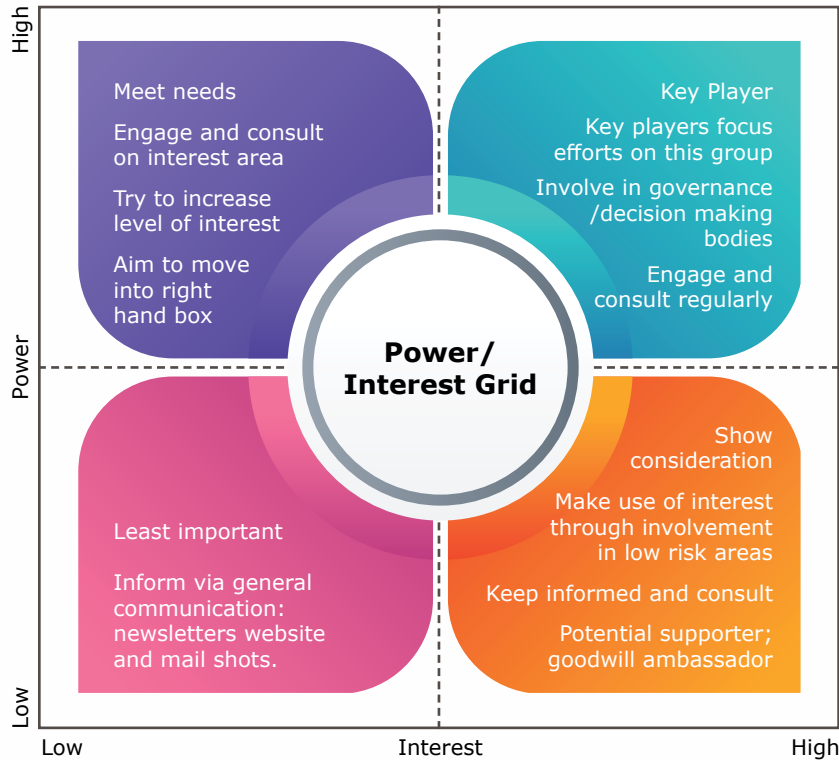 High
Meet needs
Engage and consult
on interest area
Try to increase
level of interest
Aim to move
into right
hand box
Key Player
Key players focus
efforts on this group
Involve in governance
/decision making
bodies
Engage and
consult regularly
Power
Power/
Interest Grid
Least important
Inform via general
communication:
newsletters website
and mail shots.
Show
consideration
Make use of interest
through involvement
in low risk areas
Keep informed and consult
Potential supporter;
goodwill ambassador
Low
Low
Interest
High